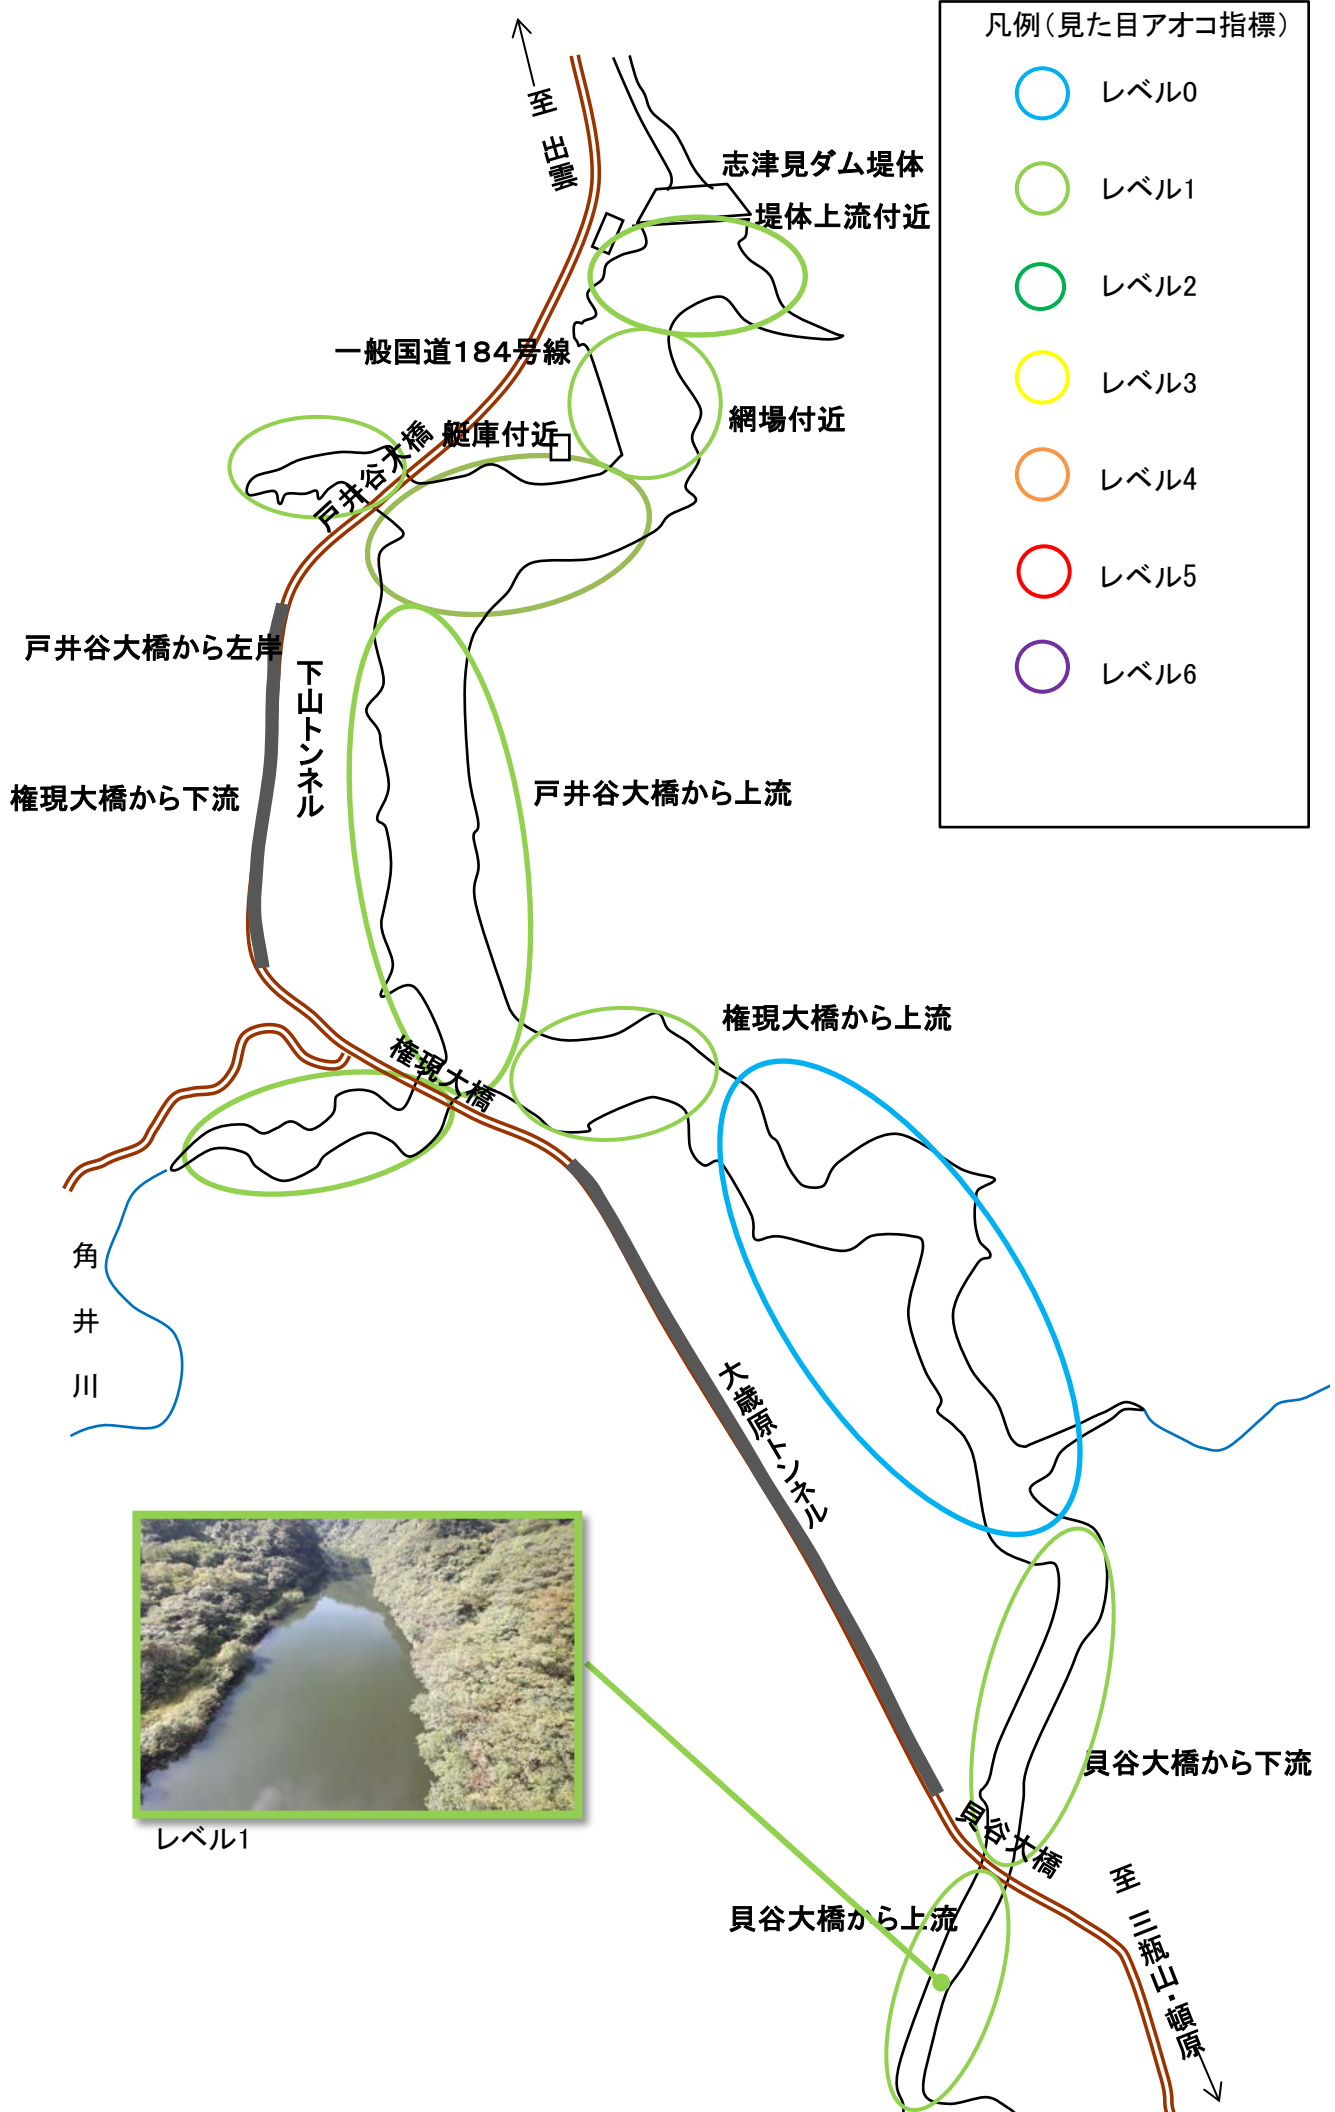 凡例（見た目アオコ指標）
レベル0
レベル1
レベル2
レベル3
レベル4
レベル5
レベル6
至 出雲
志津見ダム堤体
堤体上流付近
一般国道184号線
網場付近
艇庫付近
戸井谷大橋
戸井谷大橋から左岸
下山トンネル
権現大橋から下流
戸井谷大橋から上流
権現大橋から上流
権現大橋
角井川
大歳原トンネル
レベル1
貝谷大橋から下流
貝谷大橋
貝谷大橋から上流
至 三瓶山・頓原